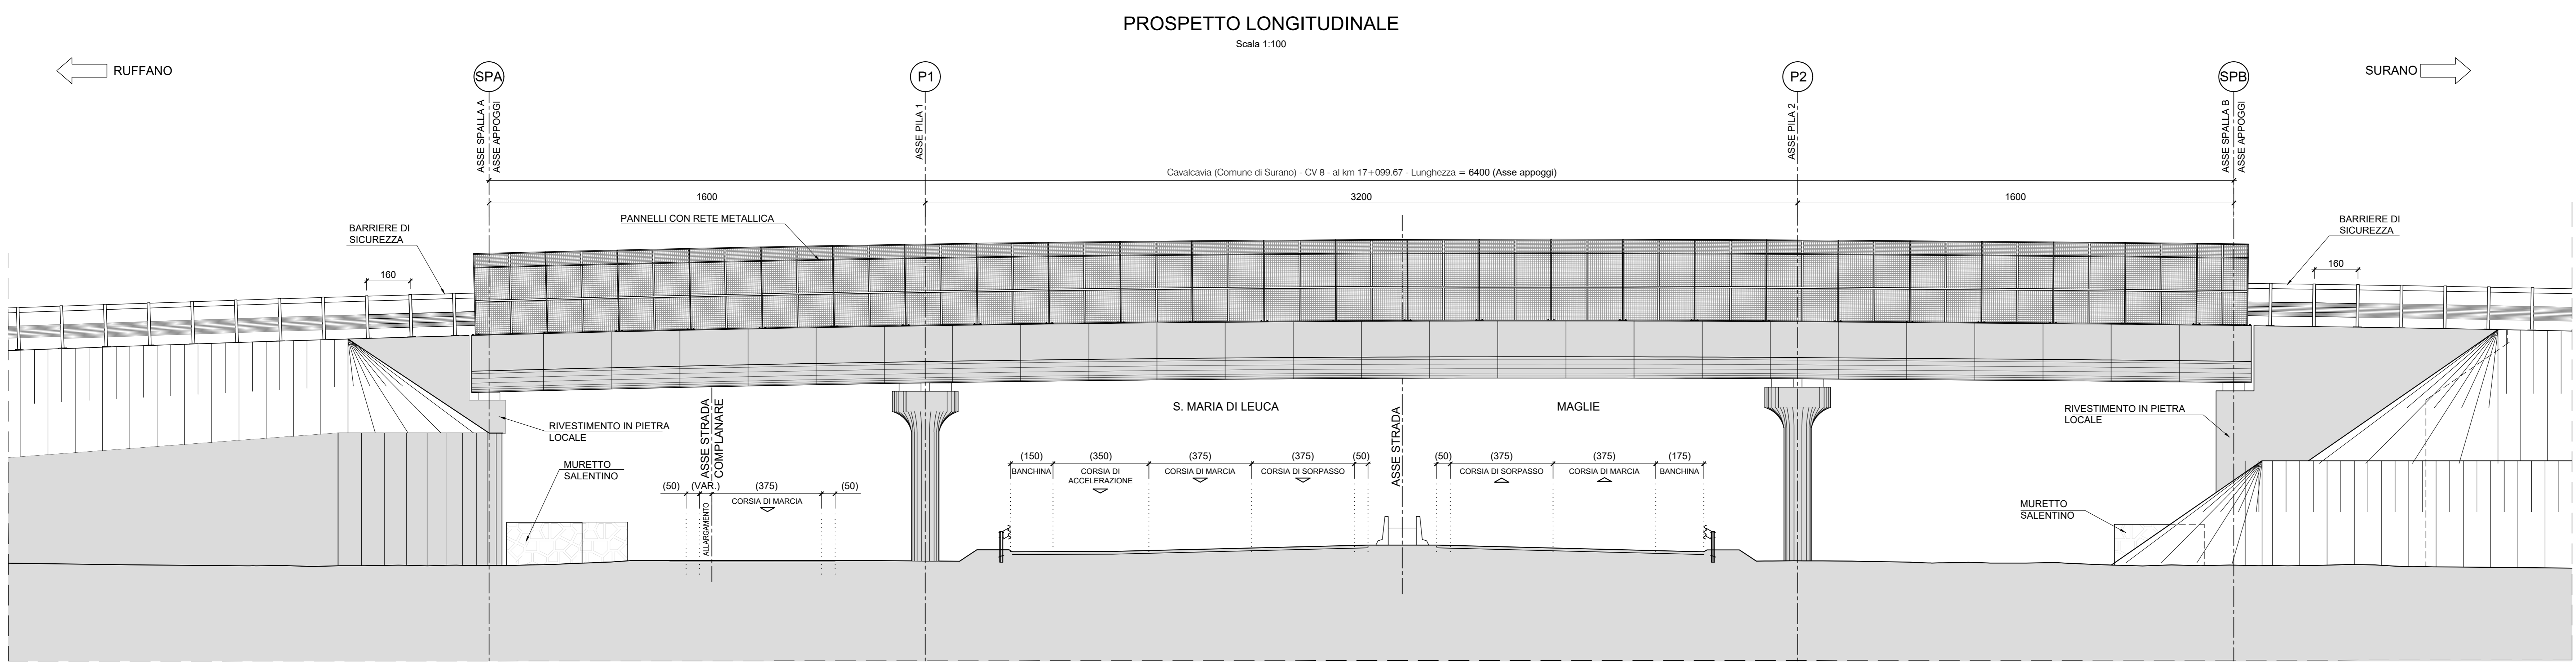 PROSPETTO LONGITUDINALE
Scala 1:100
RUFFANO
SPA
P1
P2
SPB
SURANO
ASSE SPALLA A
ASSE APPOGGI
ASSE PILA 1
ASSE PILA 2
ASSE SPALLA B
ASSE APPOGGI
Cavalcavia (Comune di Surano) - CV 8 - al km 17+099.67 - Lunghezza = 6400 (Asse appoggi)
1600
3200
1600
PANNELLI CON RETE METALLICA
BARRIERE DI
SICUREZZA
BARRIERE DI
SICUREZZA
160
160
RIVESTIMENTO IN PIETRA
LOCALE
MURETTO
SALENTINO
ASSE STRADA
COMPLANARE
(50)
(VAR.)
(375)
(50)
ALLARGAMENTO
CORSIA DI MARCIA
S. MARIA DI LEUCA
MAGLIE
ASSE STRADA
(150)
(350)
(375)
(375)
(50)
(50)
(375)
(375)
(175)
BANCHINA
CORSIA DI
ACCELERAZIONE
CORSIA DI MARCIA
CORSIA DI SORPASSO
CORSIA DI SORPASSO
CORSIA DI MARCIA
BANCHINA
RIVESTIMENTO IN PIETRA
LOCALE
MURETTO
SALENTINO